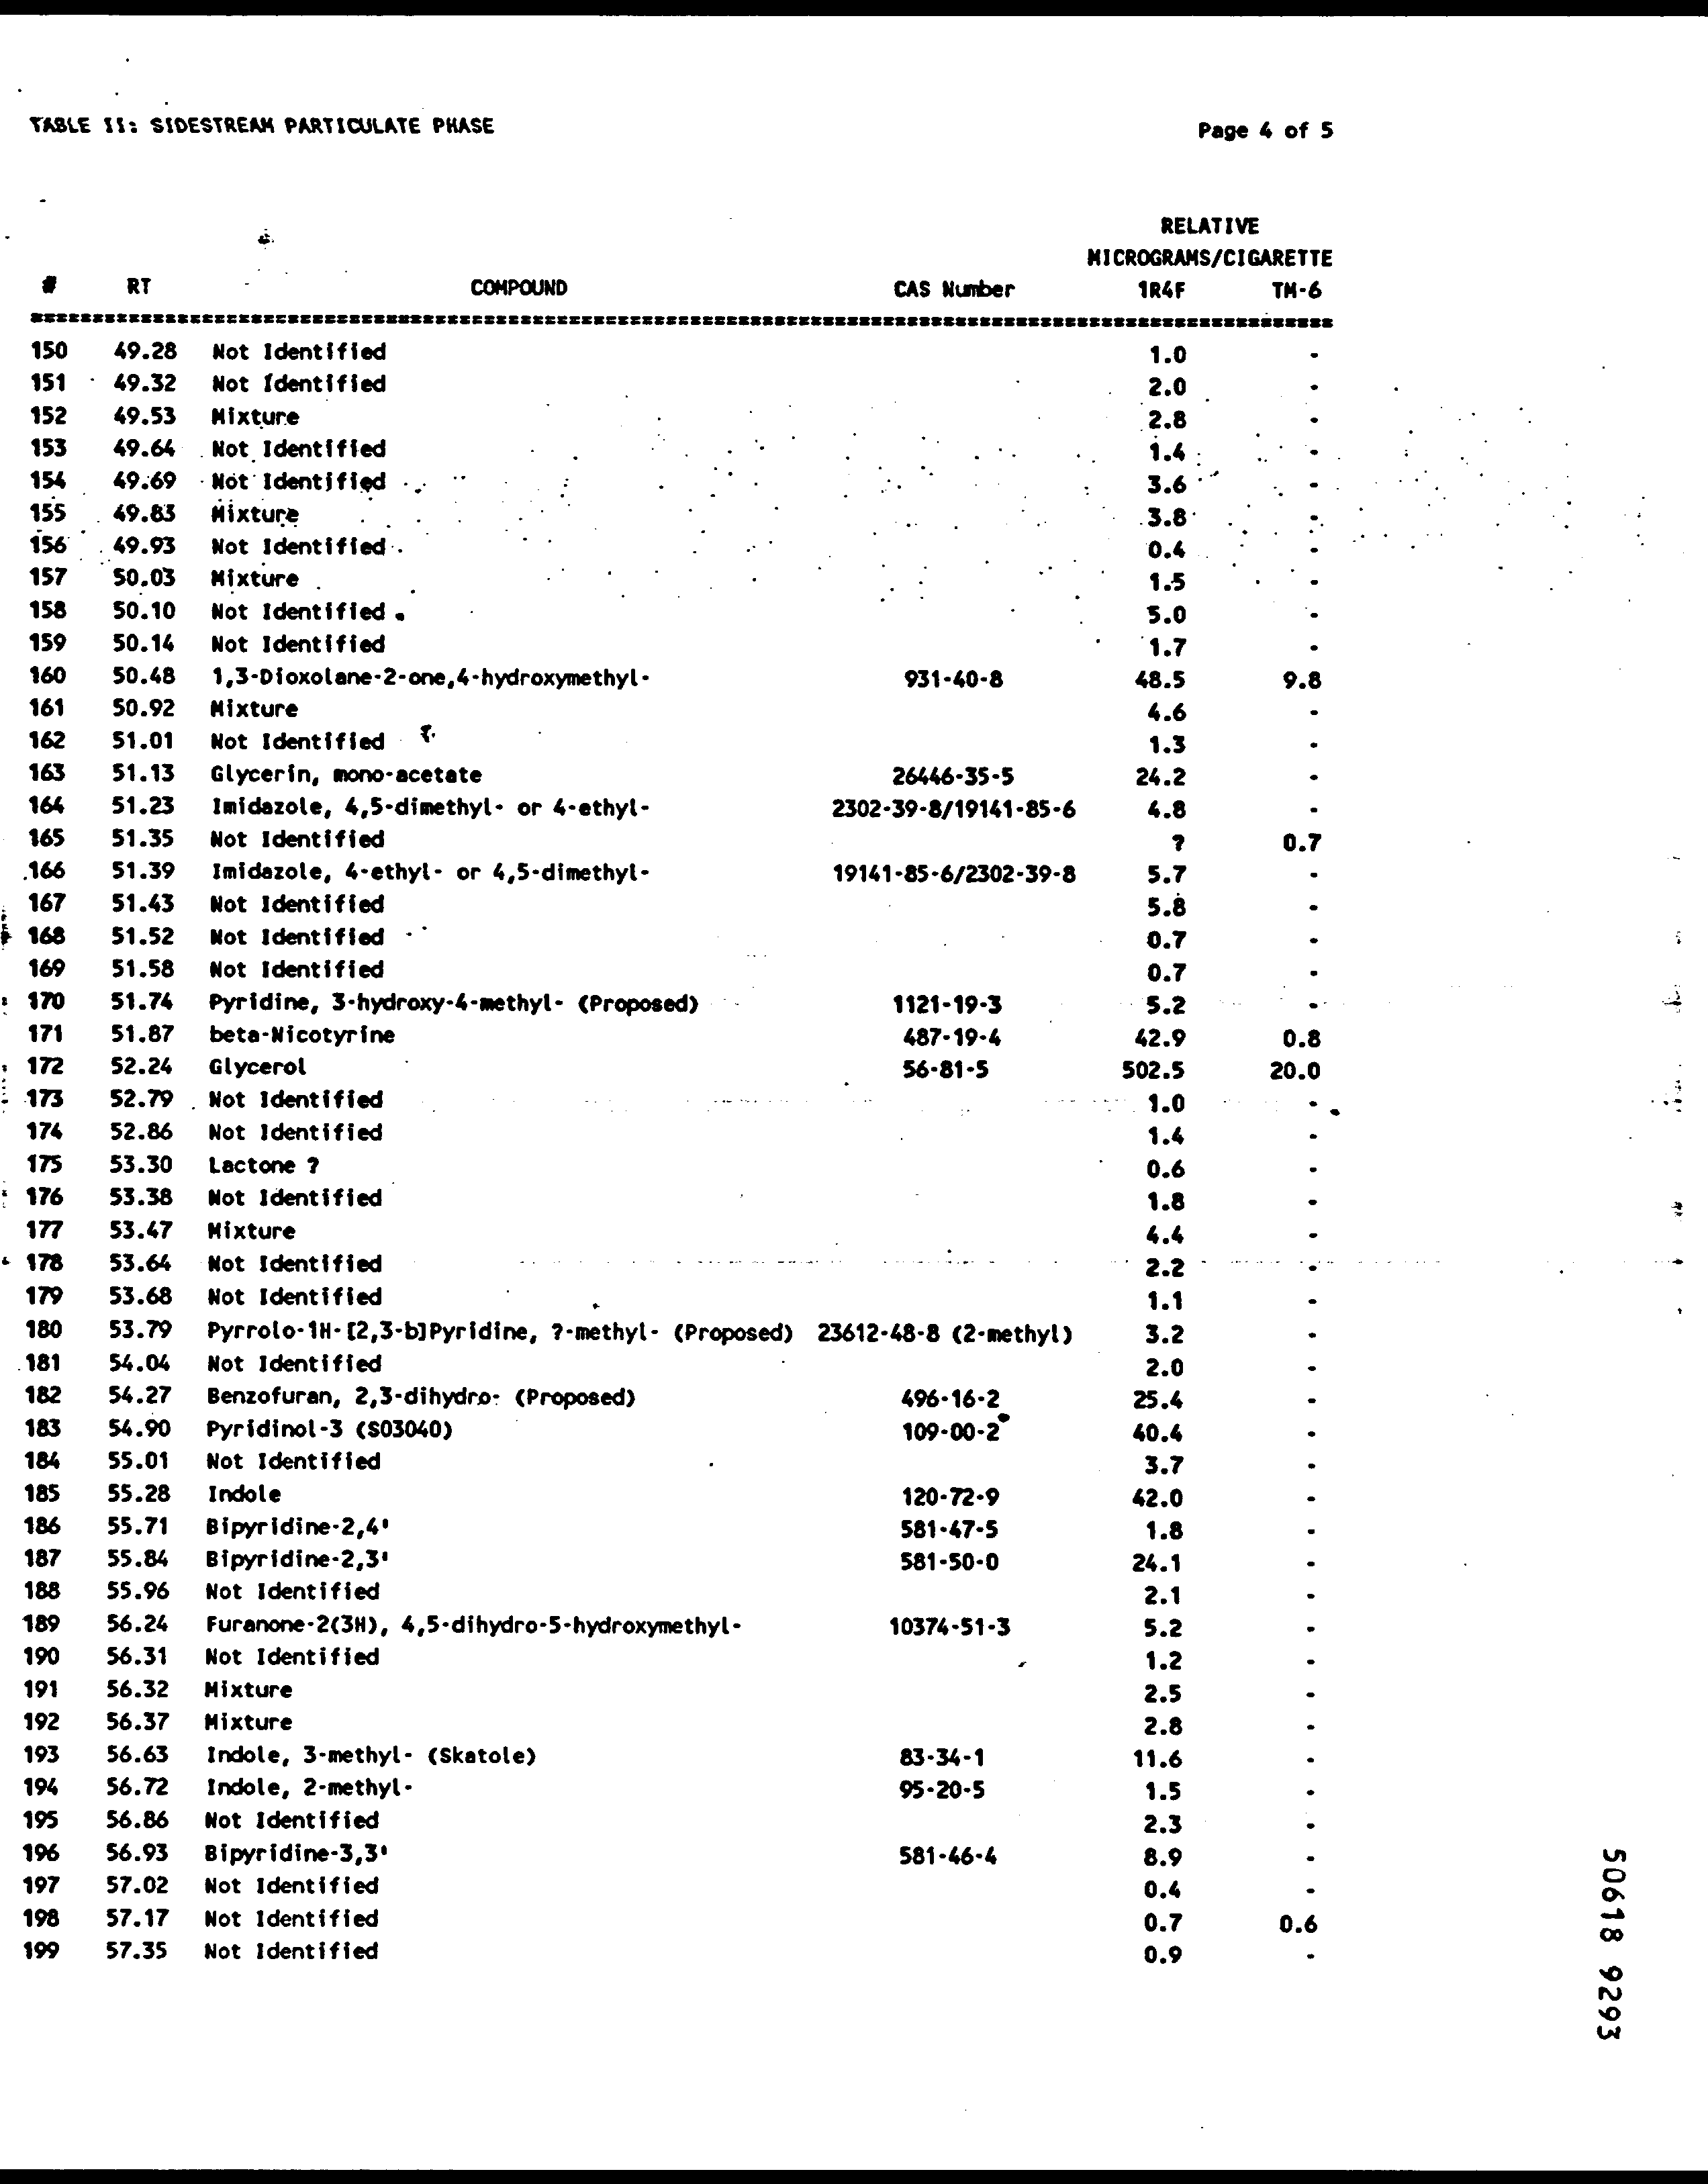 TABLE II: SIDESTREAM PARTICULATE PHASE Page 4 of 5
RELATIVE
MICROGRAMS/CIGARETTE
# RT COMPOUND CAS Number 1R4F TM-6
150 49.28 Not Identified 1.0 -
151 49.32 Not Identified 2.0 -
152 49.53 Mixture 2.8 -
153 49.64 Not Identified 1.4 -
154 49.69 Not Identified 3.6 -
155 49.83 Mixture 3.8 -
156 49.93 Not Identified 0.4 -
157 50.03 Mixture 1.5 -
158 50.10 Not Identified 5.0 -
159 50.14 Not Identified 1.7 -
160 50.48 1,3-Dioxolane-2-one,4-hydroxymethyl- 931-40-8 48.5 9.8
161 50.92 Mixture 4.6 -
162 51.01 Not Identified 1.3 -
163 51.13 Glycerin, mono-acetate 26446-35-5 24.2 -
164 51.23 Imidazole, 4,5-dimethyl- or 4-ethyl- 2302-39-8/19141-85-6 4.8 -
165 51.35 Not Identified ? 0.7
166 51.39 Imidazole, 4-ethyl- or 4,5-dimethyl- 19141-85-6/2302-39-8 5.7 -
167 51.43 Not Identified 5.8 -
168 51.52 Not Identified 0.7 -
169 51.58 Not Identified 0.7 -
170 51.74 Pyridine, 3-hydroxy-4-methyl- (Proposed) 1121-19-3 5.2 -
171 51.87 beta-Nicotyrine 487-19-4 42.9 0.8
172 52.24 Glycerol 56-81-5 502.5 20.0
173 52.79 Not Identified 1.0 -
174 52.86 Not Identified 1.4 -
175 53.30 Lactone ? 0.6 -
176 53.38 Not Identified 1.8 -
177 53.47 Mixture 4.4 -
178 53.64 Not Identified 2.2 -
179 53.68 Not Identified 1.1 -
180 53.79 Pyrrolo-1H-[2,3-b]Pyridine, ?-methyl- (Proposed) 23612-48-8 (2-methyl) 3.2 -
181 54.04 Not Identified 2.0 -
182 54.27 Benzofuran, 2,3-dihydro- (Proposed) 496-16-2 25.4 -
183 54.90 Pyridinol-3 (S03040) 109-00-2 40.4 -
184 55.01 Not Identified 3.7 -
185 55.28 Indole 120-72-9 42.0 -
186 55.71 Bipyridine-2,4' 581-47-5 1.8 -
187 55.84 Bipyridine-2,3' 581-50-0 24.1 -
188 55.96 Not Identified 2.1 -
189 56.24 Furanone-2(3H), 4,5-dihydro-5-hydroxymethyl- 10374-51-3 5.2 -
190 56.31 Not Identified 1.2 -
191 56.32 Mixture 2.5 -
192 56.37 Mixture 2.8 -
193 56.63 Indole, 3-methyl- (Skatole) 83-34-1 11.6 -
194 56.72 Indole, 2-methyl- 95-20-5 1.5 -
195 56.86 Not Identified 2.3 -
196 56.93 Bipyridine-3,3' 581-46-4 8.9 -
197 57.02 Not Identified 0.4 -
198 57.17 Not Identified 0.7 0.6
199 57.35 Not Identified 0.9 -
50618 9293